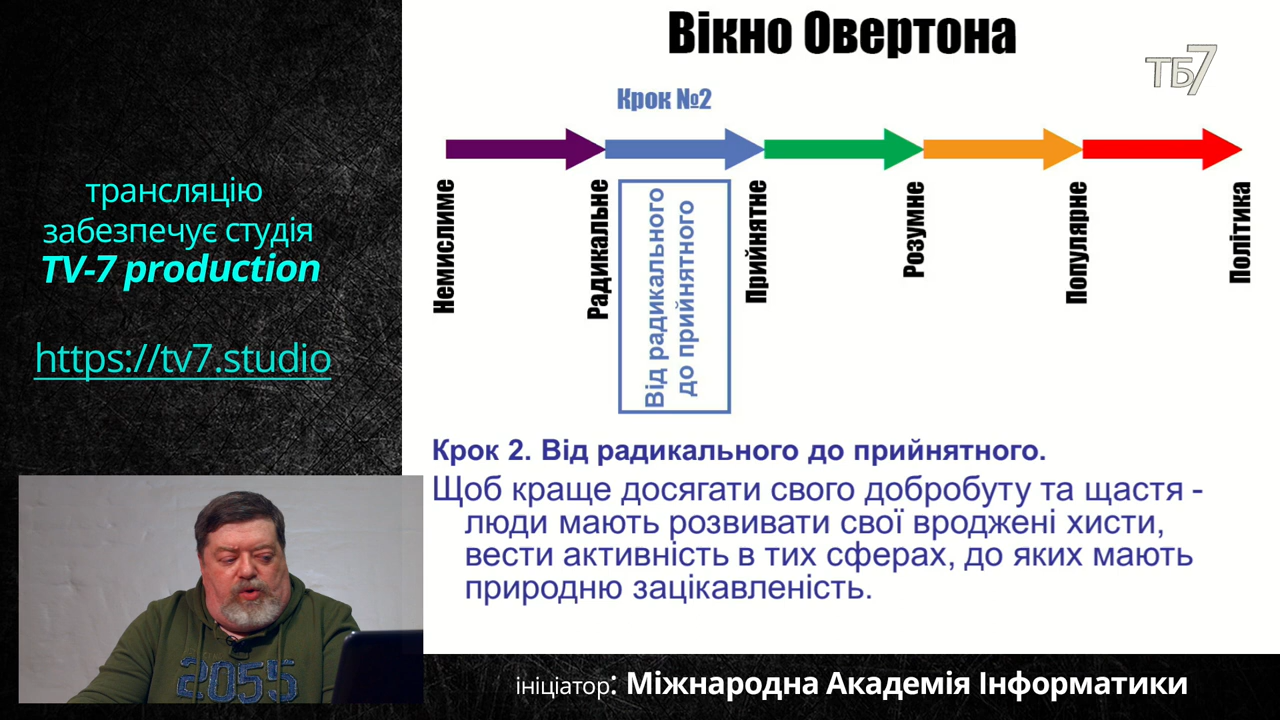 трансляцію
забезпечує студія
TV-7 production
https://tv7.studio
Вікно Овертона
ТБ7
Крок №2
Немислиме
Радикальне
Від радикального
до прийнятного
Прийнятне
Розумне
Популярне
Політика
Крок 2. Від радикального до прийнятного.
Щоб краще досягати свого добробуту та щастя -
люди мають розвивати свої вроджені хисти,
вести активність в тих сферах, до яких мають
природню зацікавленість.
2055
ініціатор: Міжнародна Академія Інформатики